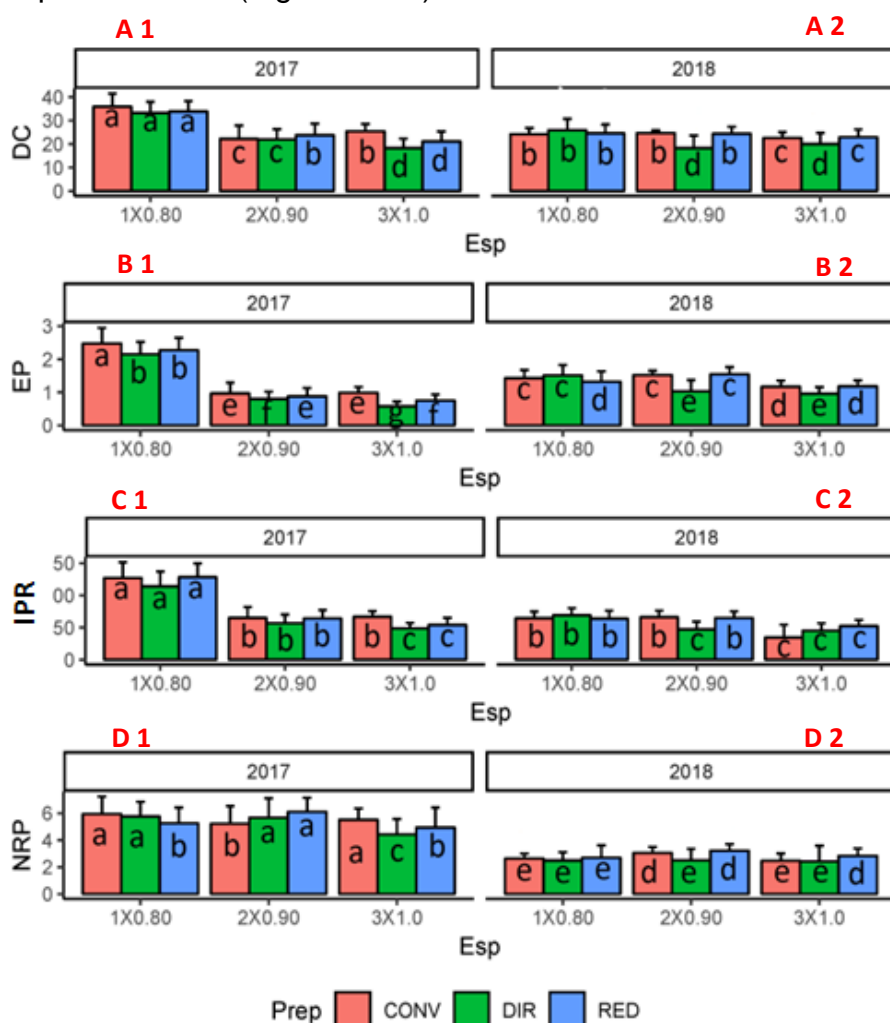 A 1 A 2
2017 2018
DC
40
30
20
10
0
a a a c c b b d d b b b b d b c d c
1X0.80 2X0.90 3X1.0 1X0.80 2X0.90 3X1.0
Esp
B 1 B 2
2017 2018
EP
3
2
1
0
a b b e f e e g f c c d c e c d e d
1X0.80 2X0.90 3X1.0 1X0.80 2X0.90 3X1.0
Esp
C 1 C 2
2017 2018
IPR
50
00
50
0
a a a b b b b c c b b b b c b c c c
1X0.80 2X0.90 3X1.0 1X0.80 2X0.90 3X1.0
Esp
D 1 D 2
2017 2018
NRP
6
4
2
0
a a b b a a a c b e e e d e d e e d
1X0.80 2X0.90 3X1.0 1X0.80 2X0.90 3X1.0
Esp
Prep CONV DIR RED